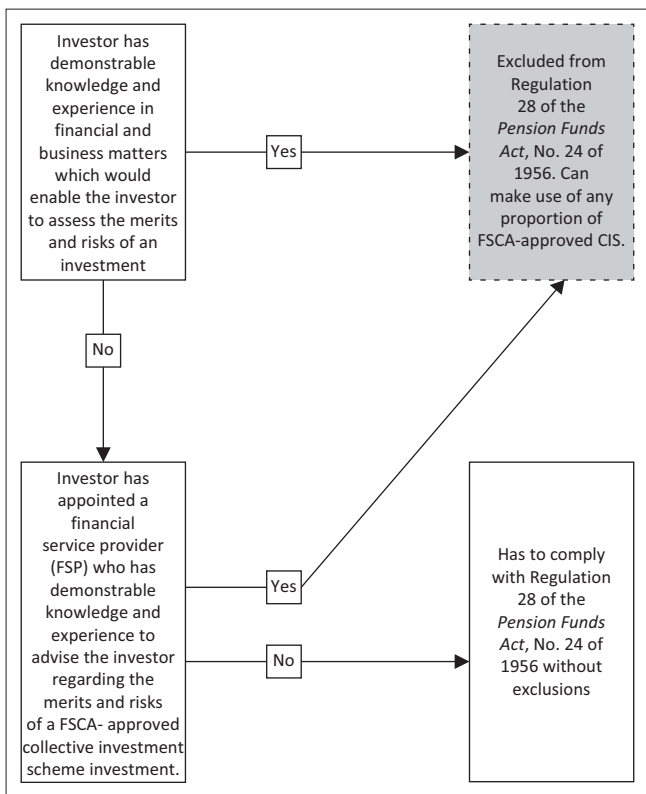 Investor has
demonstrable
knowledge and
experience in
financial and
business matters
which would
enable the investor
to assess the merits
and risks of an
investment
Yes
Excluded from
Regulation
28 of the
Pension Funds
Act, No. 24 of
1956. Can
make use of any
proportion of
FSCA-approved CIS.
No
Investor has
appointed a
financial
service provider
(FSP) who has
demonstrable
knowledge and
experience to
advise the investor
regarding the
merits and risks
of a FSCA- approved
collective investment
scheme investment.
Yes
No
Has to comply
with Regulation
28 of the
Pension Funds
Act, No. 24 of
1956 without
exclusions